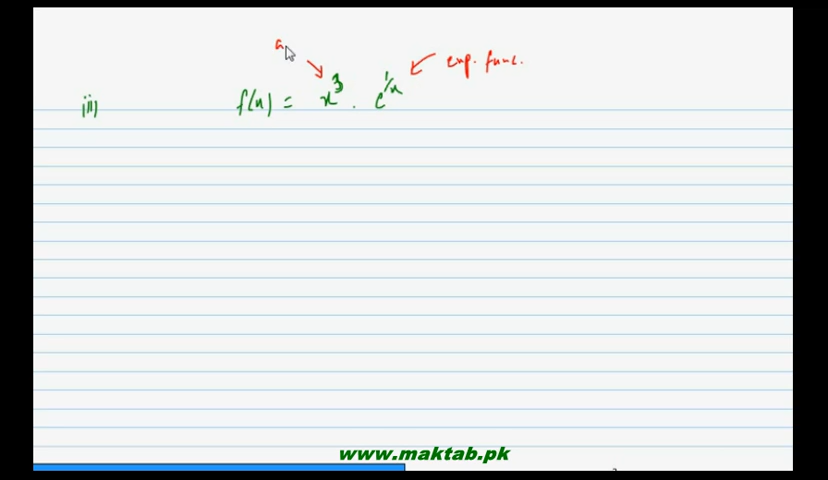 a
exp. func.
iii) f(x) = x³ . e^1/x
www.maktab.pk